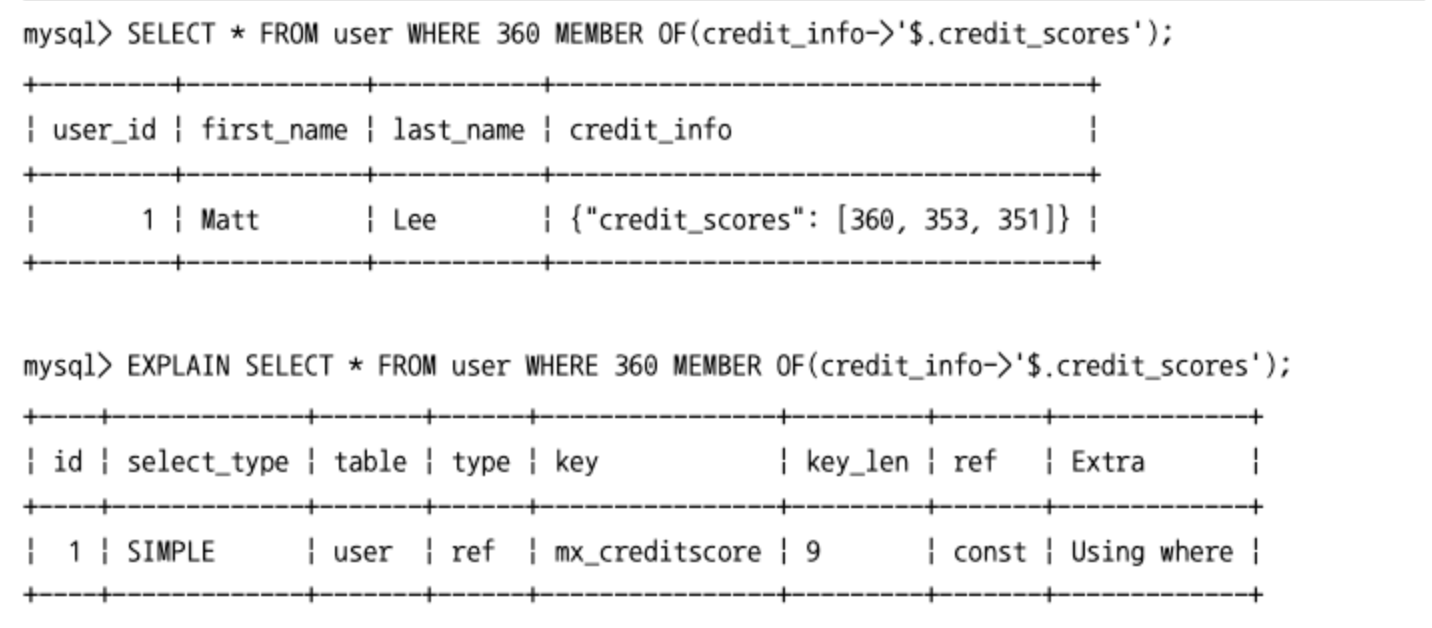 mysql> SELECT * FROM user WHERE 360 MEMBER OF(credit_info->'$.credit_scores');
+---------+------------+-----------+------------------------------------+
| user_id | first_name | last_name | credit_info                        |
+---------+------------+-----------+------------------------------------+
|       1 | Matt       | Lee       | {"credit_scores": [360, 353, 351]} |
+---------+------------+-----------+------------------------------------+
mysql> EXPLAIN SELECT * FROM user WHERE 360 MEMBER OF(credit_info->'$.credit_scores');
+----+-------------+-------+------+----------------+---------+-------+-------------+
| id | select_type | table | type | key            | key_len | ref   | Extra       |
+----+-------------+-------+------+----------------+---------+-------+-------------+
|  1 | SIMPLE      | user  | ref  | mx_creditscore | 9       | const | Using where |
+----+-------------+-------+------+----------------+---------+-------+-------------+